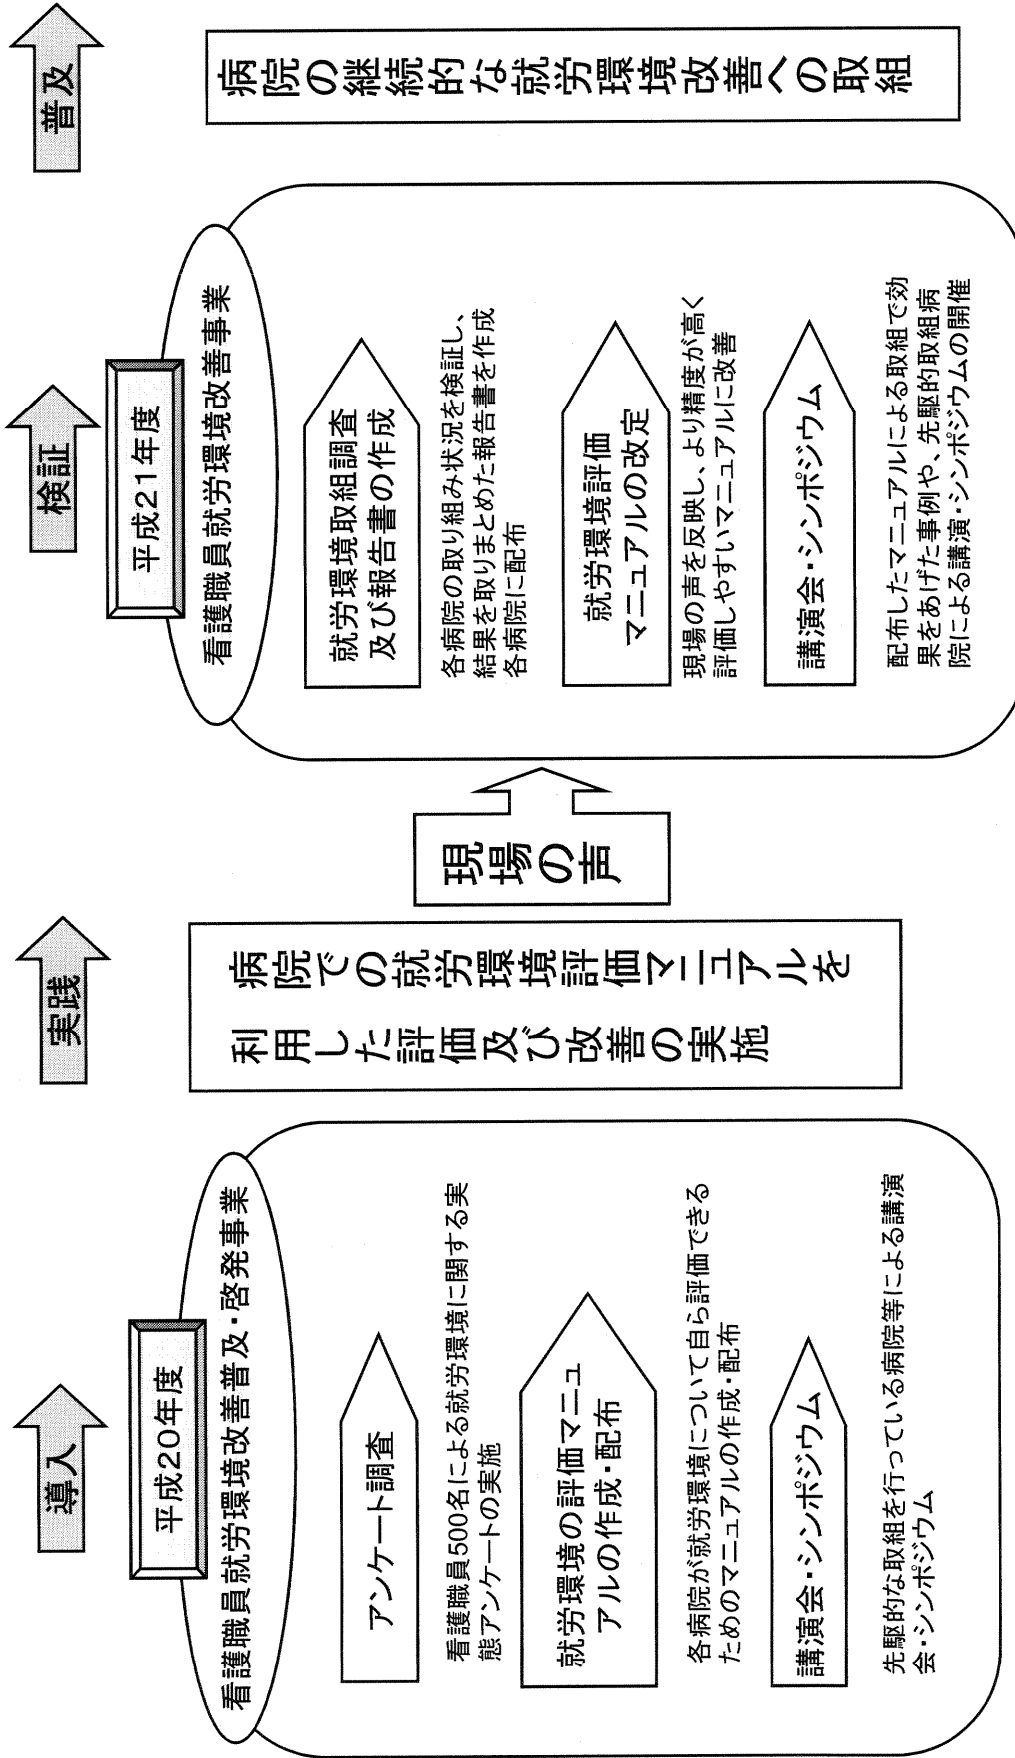 導入
平成20年度
看護職員就労環境改善普及・啓発事業
アンケート調査
看護職員500名による就労環境に関する実
態アンケートの実施
就労環境の評価マニュ
アルの作成・配布
各病院が就労環境について自ら評価できる
ためのマニュアルの作成・配布
講演会・シンポジウム
先駆的な取組を行っている病院等による講演
会・シンポジウム
実践
病院での就労環境評価マニュアルを
利用した評価及び改善の実施
現場の声
検証
平成21年度
看護職員就労環境改善事業
就労環境取組調査
及び報告書の作成
各病院の取り組み状況を検証し、
結果を取りまとめた報告書を作成
各病院に配布
就労環境評価
マニュアルの改定
現場の声を反映し、より精度が高く
評価しやすいマニュアルに改善
講演会・シンポジウム
配布したマニュアルによる取組で効
果をあげた事例や、先駆的取組病
院による講演・シンポジウムの開催
普及
病院の継続的な就労環境改善への取組